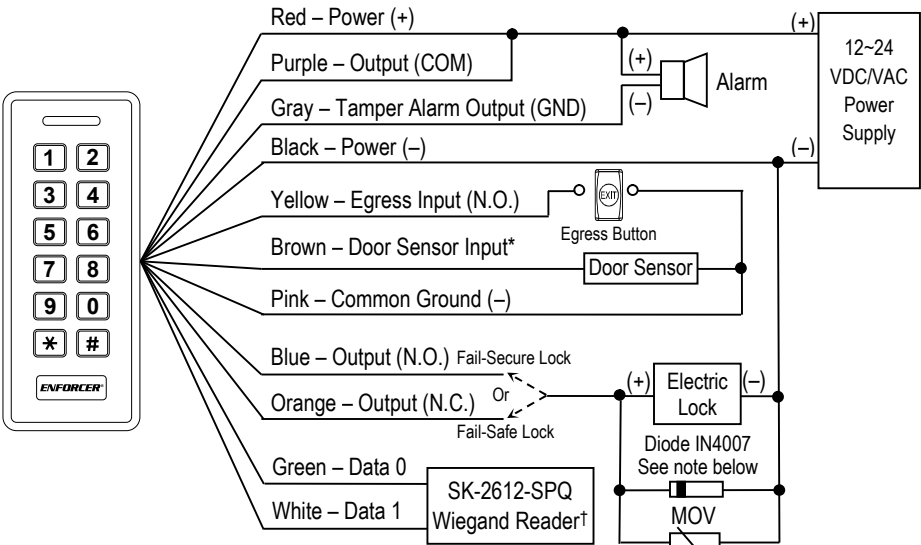 Red – Power (+)
(+)
12~24
VDC/VAC
Power
Supply
Purple – Output (COM)
(+)
Alarm
Gray – Tamper Alarm Output (GND)
(–)
Black – Power (–)
(–)
1 2
3 4
5 6
7 8
9 0
* #
ENFORCER®
Yellow – Egress Input (N.O.)
EXIT
Egress Button
Brown – Door Sensor Input*
Door Sensor
Pink – Common Ground (–)
Blue – Output (N.O.) Fail-Secure Lock
Or
Orange – Output (N.C.)
Fail-Safe Lock
(+)
Electric
Lock
(–)
Diode IN4007
See note below
MOV
Green – Data 0
White – Data 1
SK-2612-SPQ
Wiegand Reader†